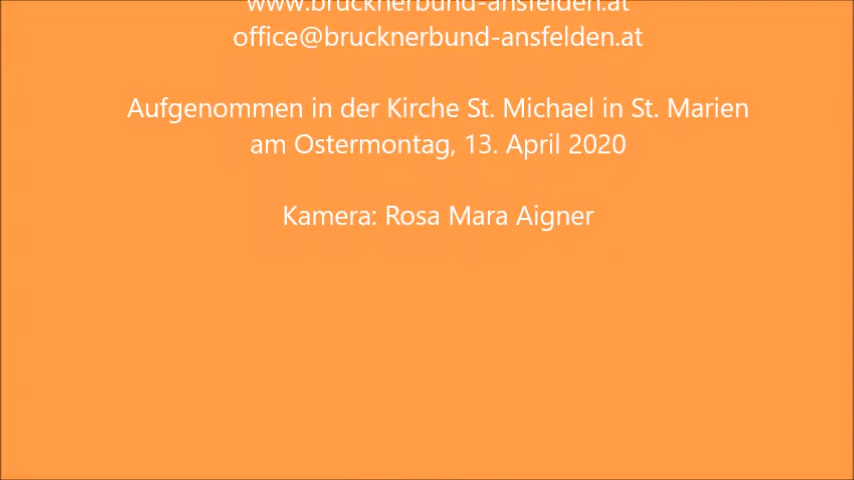 www.brucknerbund-ansfelden.at
office@brucknerbund-ansfelden.at
Aufgenommen in der Kirche St. Michael in St. Marien
am Ostermontag, 13. April 2020
Kamera: Rosa Mara Aigner